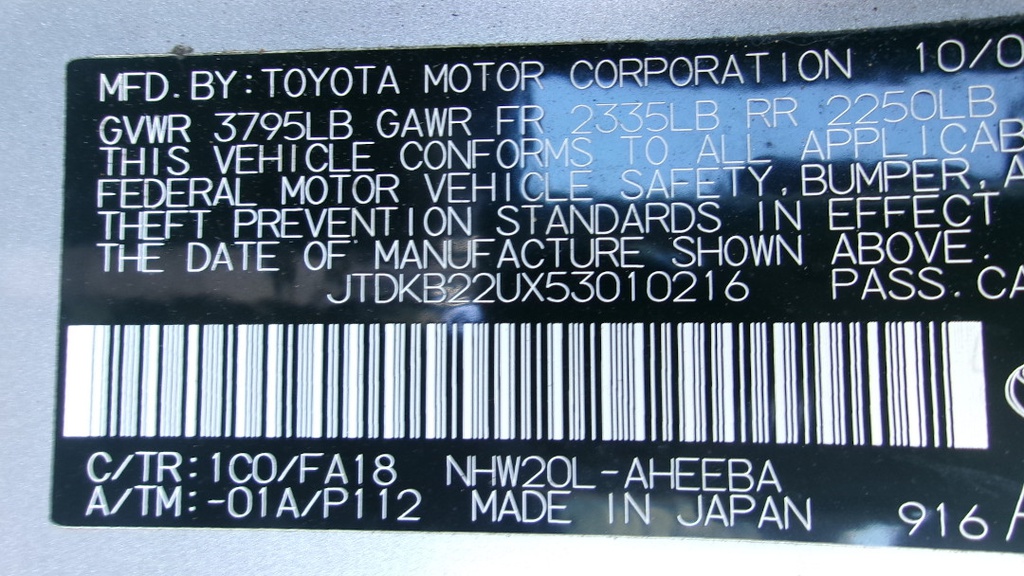 MFD. BY: TOYOTA MOTOR CORPORATION 10/0
GVWR 3795LB GAWR FR 2335LB RR 2250LB
THIS VEHICLE CONFORMS TO ALL APPLICAB
FEDERAL MOTOR VEHICLE SAFETY, BUMPER, A
THEFT PREVENTION STANDARDS IN EFFECT
THE DATE OF MANUFACTURE SHOWN ABOVE.
JTDKB22UX53010216 PASS. CA
C/TR: 1C0/FA18 NHW20L-AHEEBA
A/TM: -01A/P112 MADE IN JAPAN 916